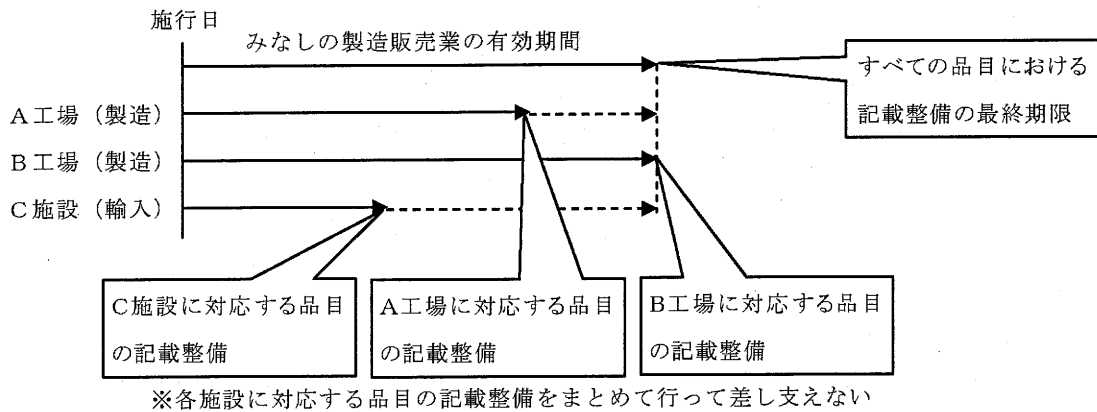 施行日
みなしの製造販売業の有効期間
すべての品目における
記載整備の最終期限
A工場（製造）
B工場（製造）
C施設（輸入）
C施設に対応する品目
の記載整備
A工場に対応する品目
の記載整備
B工場に対応する品目
の記載整備
※各施設に対応する品目の記載整備をまとめて行って差し支えない